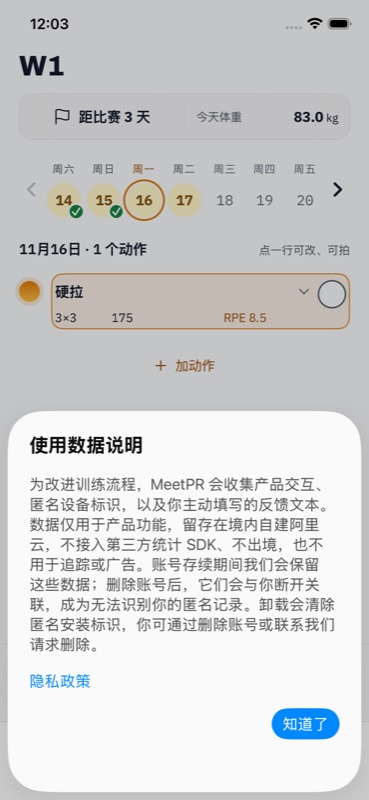 12:03
W1
距比赛 3 天 今天体重 83.0 kg
周六 周日 周一 周二 周三 周四 周五
14 15 16 17 18 19 20
11月16日 · 1 个动作 点一行可改、可拍
硬拉
3×3 175 RPE 8.5
＋ 加动作
使用数据说明
为改进训练流程，MeetPR 会收集产品交互、
匿名设备标识，以及你主动填写的反馈文本。
数据仅用于产品功能，留存在境内自建阿里
云，不接入第三方统计 SDK、不出境，也不
用于追踪或广告。账号存续期间我们会保留
这些数据；删除账号后，它们会与你断开关
联，成为无法识别你的匿名记录。卸载会清除
匿名安装标识，你可通过删除账号或联系我们
请求删除。
隐私政策
知道了